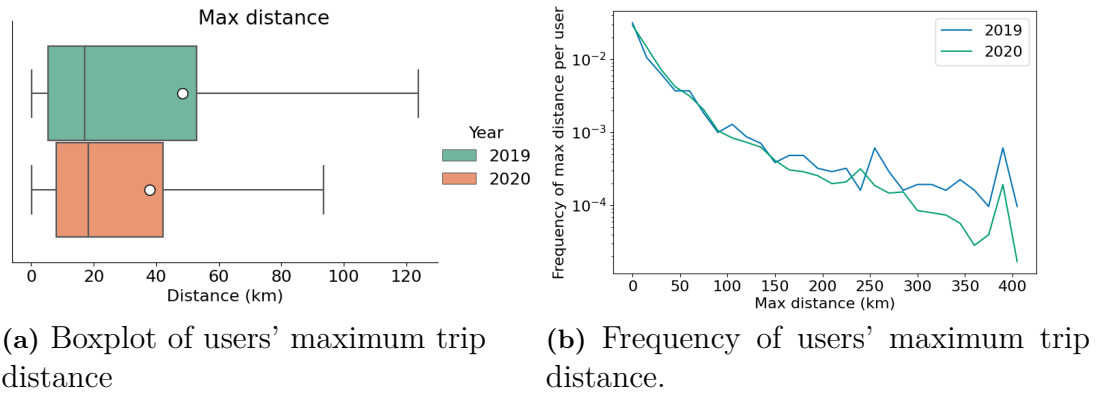 Max distance
Year
2019
2020
0 20 40 60 80 100 120
Distance (km)
(a) Boxplot of users' maximum trip
distance
Frequency of max distance per user
10⁻²
10⁻³
10⁻⁴
2019
2020
0 50 100 150 200 250 300 350 400
Max distance (km)
(b) Frequency of users' maximum trip
distance.